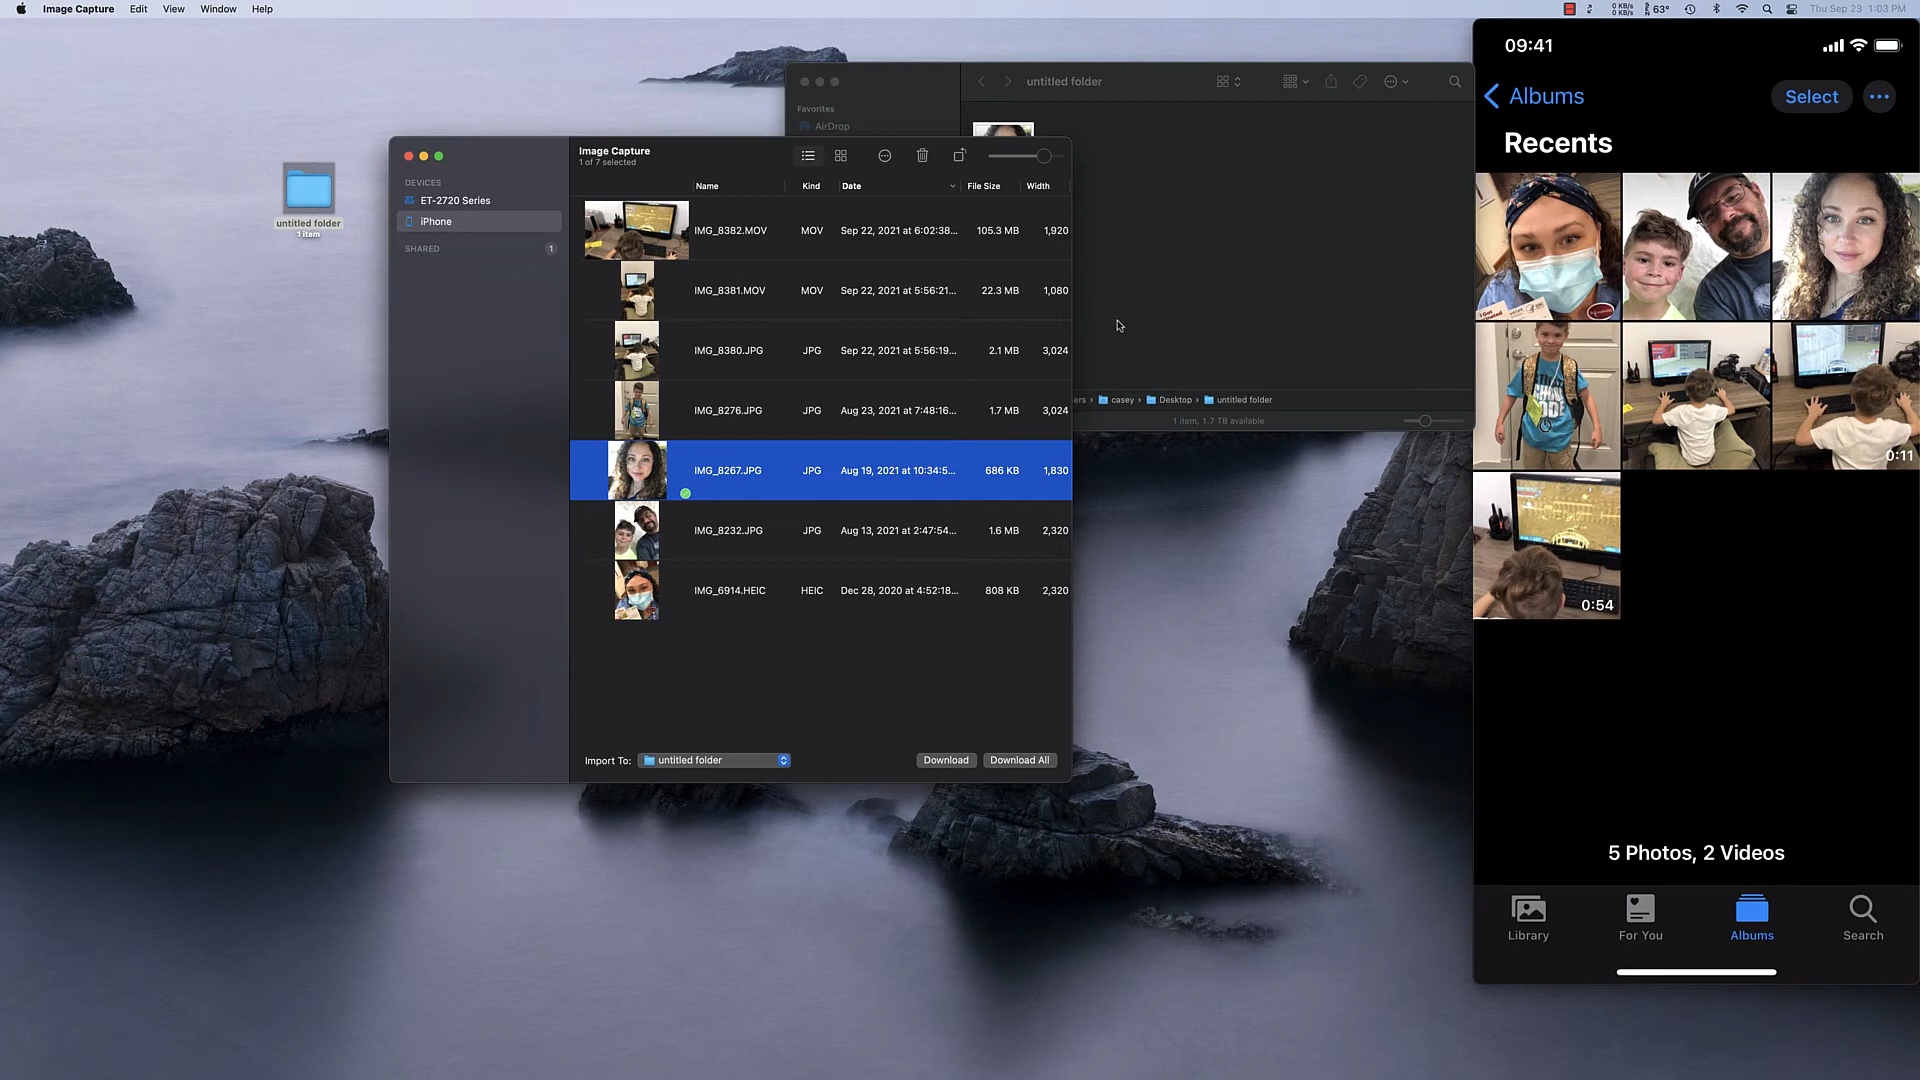 Image Capture Edit View Window Help
0 KB/s
0 KB/s
63° Thu Sep 23 1:03 PM
untitled folder
1 item
untitled folder
Favorites
AirDrop
casey › Desktop › untitled folder
1 item, 1.7 TB available
DEVICES
ET-2720 Series
iPhone
SHARED 1
Image Capture
1 of 7 selected
Name Kind Date File Size Width
IMG_8382.MOV MOV Sep 22, 2021 at 6:02:38... 105.3 MB 1,920
IMG_8381.MOV MOV Sep 22, 2021 at 5:56:21... 22.3 MB 1,080
IMG_8380.JPG JPG Sep 22, 2021 at 5:56:19... 2.1 MB 3,024
IMG_8276.JPG JPG Aug 23, 2021 at 7:48:16... 1.7 MB 3,024
IMG_8267.JPG JPG Aug 19, 2021 at 10:34:5... 686 KB 1,830
IMG_8232.JPG JPG Aug 13, 2021 at 2:47:54... 1.6 MB 2,320
IMG_6914.HEIC HEIC Dec 28, 2020 at 4:52:18... 808 KB 2,320
Import To: untitled folder Download Download All
09:41
Albums Select
Recents
0:11
0:54
5 Photos, 2 Videos
Library For You Albums Search